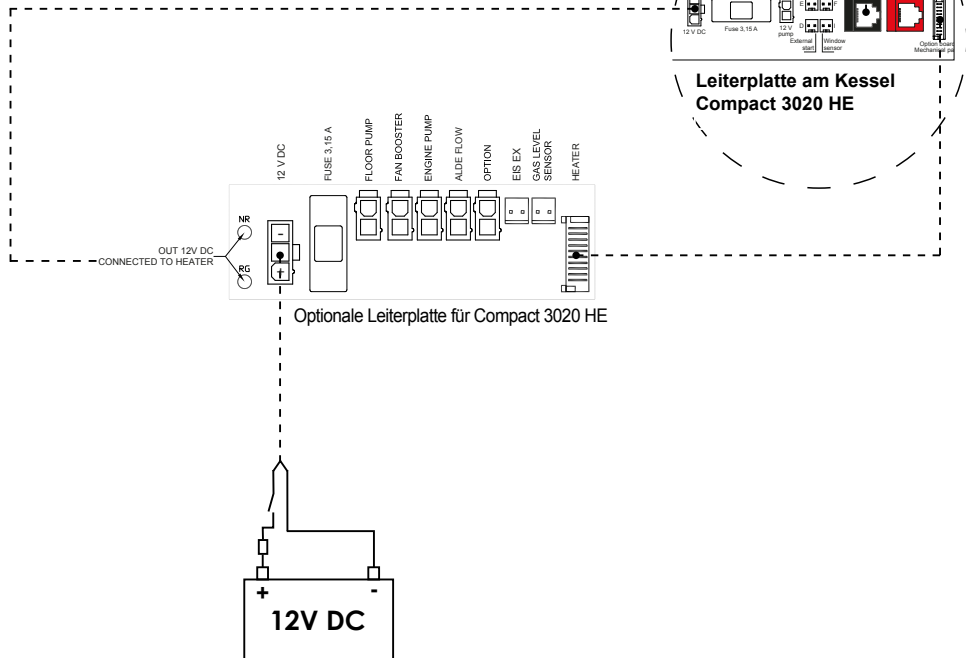 12 V DC
Fuse 3,15 A
12 V
pump
E
F
D
I
External
start
Window
sensor
Option board
Mechanical pa
Leiterplatte am Kessel
Compact 3020 HE
12 V DC
FUSE 3,15 A
FLOOR PUMP
FAN BOOSTER
ENGINE PUMP
ALDE FLOW
OPTION
EIS EX
GAS LEVEL
SENSOR
HEATER
NR
-
OUT 12V DC
CONNECTED TO HEATER
RG
+
Optionale Leiterplatte für Compact 3020 HE
+ -
12V DC